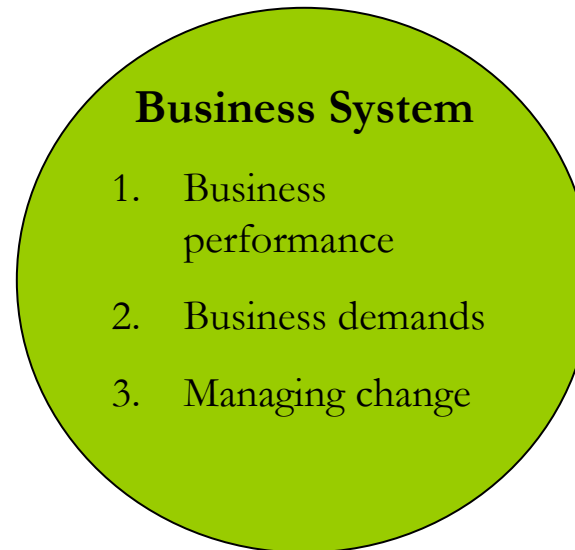 Business System
1. Business
performance
2. Business demands
3. Managing change